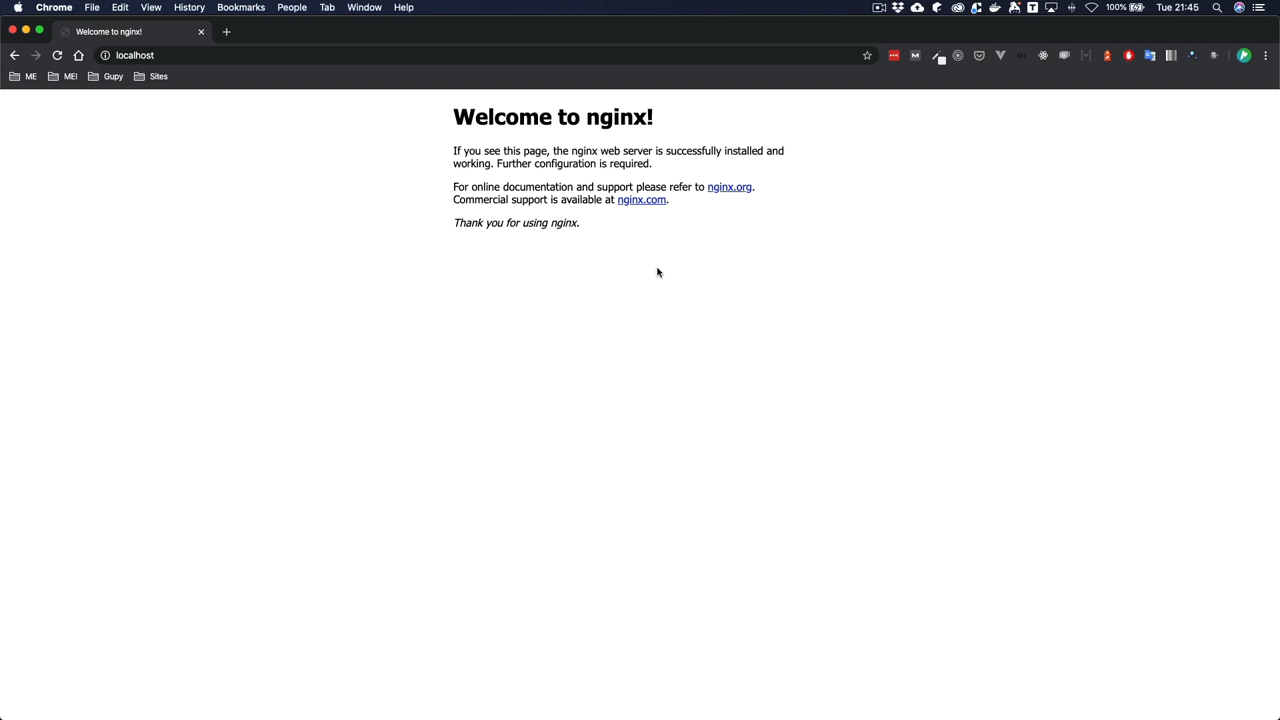 Chrome File Edit View History Bookmarks People Tab Window Help 100% Tue 21:45
Welcome to nginx!
localhost
ME MEI Gupy Sites
Welcome to nginx!
If you see this page, the nginx web server is successfully installed and
working. Further configuration is required.
For online documentation and support please refer to nginx.org.
Commercial support is available at nginx.com.
Thank you for using nginx.